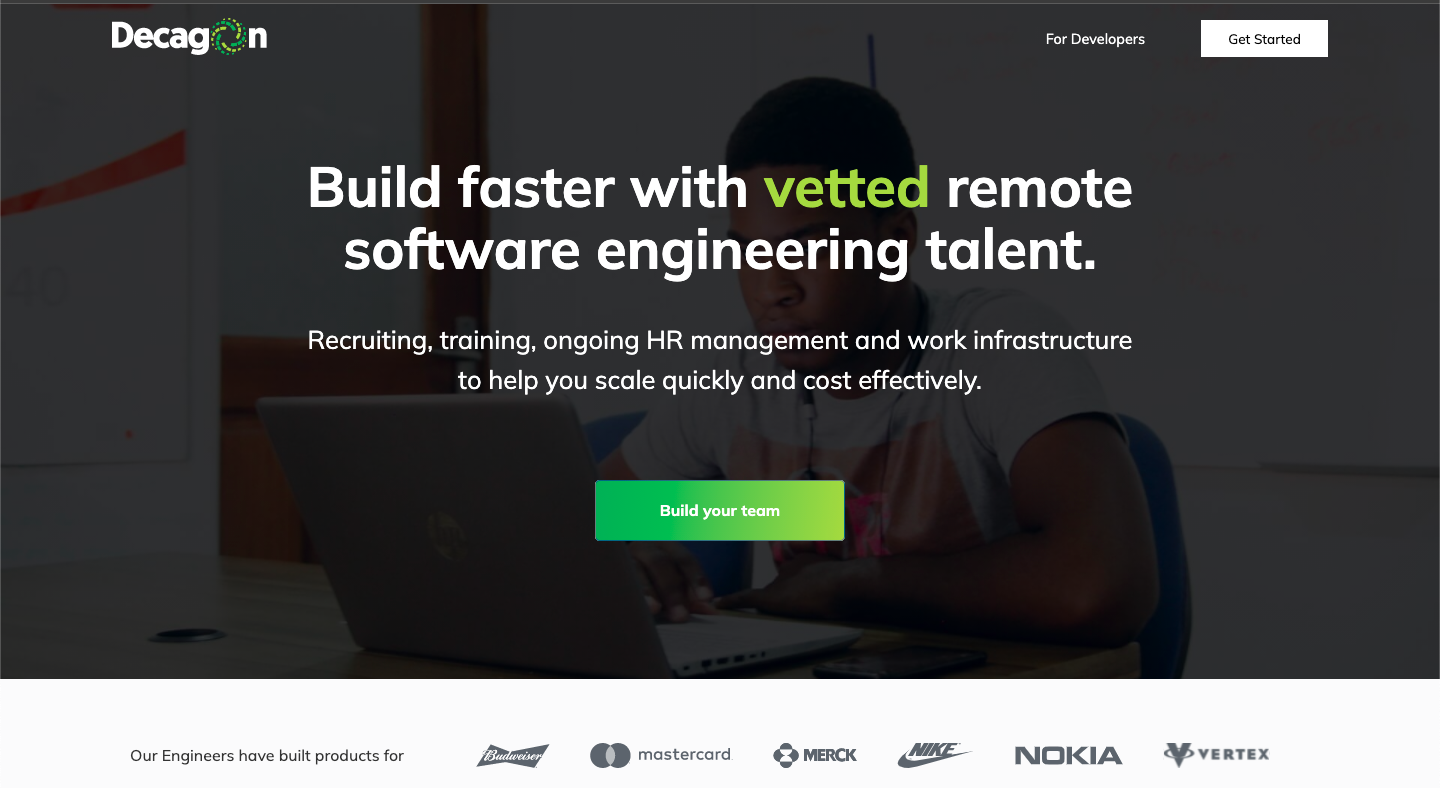 Decagon
For Developers
Get Started
Build faster with vetted remote
software engineering talent.
Recruiting, training, ongoing HR management and work infrastructure
to help you scale quickly and cost effectively.
Build your team
40
Our Engineers have built products for
Budweiser
mastercard.
MERCK
NIKE
NOKIA
VERTEX